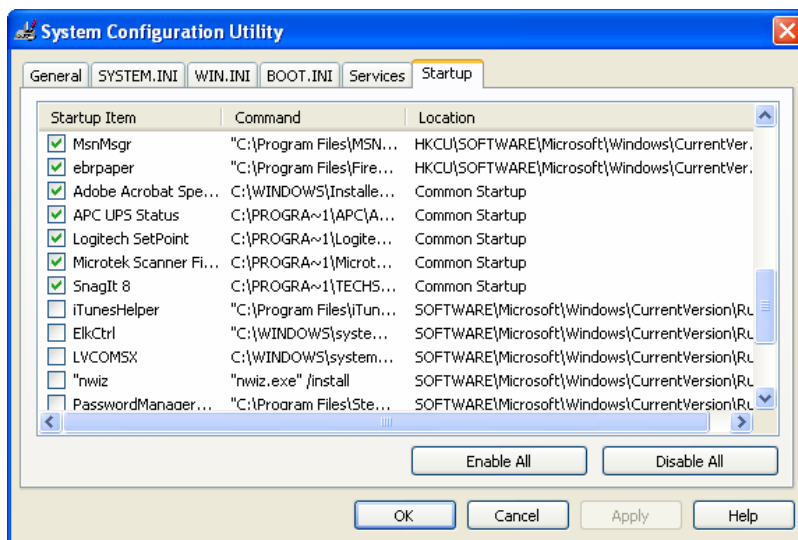 System Configuration Utility
General SYSTEM.INI WIN.INI BOOT.INI Services Startup
Startup Item Command Location
MsnMsgr "C:\Program Files\MSN... HKCU\SOFTWARE\Microsoft\Windows\CurrentVer.
ebrpaper "C:\Program Files\Fire... HKCU\SOFTWARE\Microsoft\Windows\CurrentVer.
Adobe Acrobat Spe... C:\WINDOWS\Installe... Common Startup
APC UPS Status C:\PROGRA~1\APC\A... Common Startup
Logitech SetPoint C:\PROGRA~1\Logite... Common Startup
Microtek Scanner Fi... C:\PROGRA~1\Microt... Common Startup
SnagIt 8 C:\PROGRA~1\TECHS... Common Startup
iTunesHelper "C:\Program Files\iTun... SOFTWARE\Microsoft\Windows\CurrentVersion\Ru
ElkCtrl "C:\WINDOWS\syste... SOFTWARE\Microsoft\Windows\CurrentVersion\Ru
LVCOMSX C:\WINDOWS\system... SOFTWARE\Microsoft\Windows\CurrentVersion\Ru
"nwiz "nwiz.exe" /install SOFTWARE\Microsoft\Windows\CurrentVersion\Ru
PasswordManager... "C:\Program Files\Ste... SOFTWARE\Microsoft\Windows\CurrentVersion\Ru
Enable All Disable All
OK Cancel Apply Help